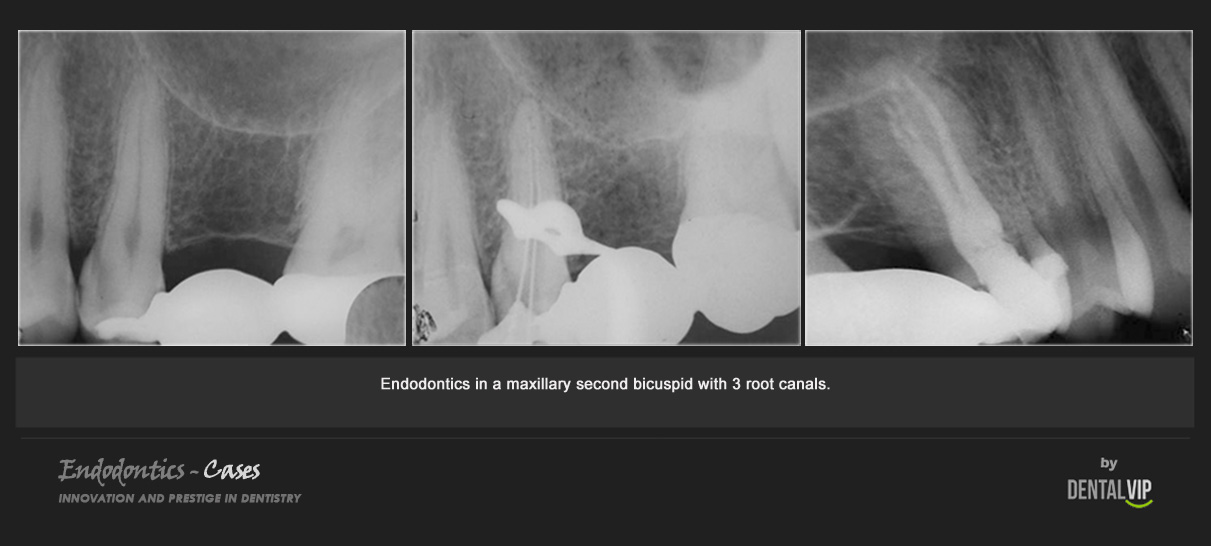 Endodontics in a maxillary second bicuspid with 3 root canals.
Endodontics - Cases
INNOVATION AND PRESTIGE IN DENTISTRY
by
DENTALVIP